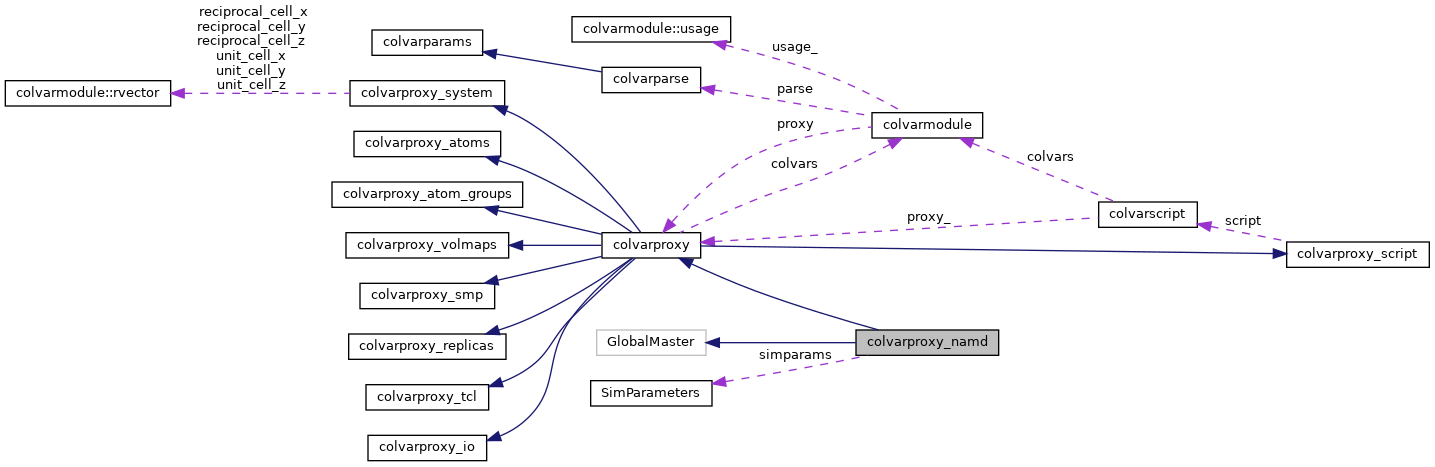 reciprocal_cell_x
reciprocal_cell_y
reciprocal_cell_z
unit_cell_x
unit_cell_y
unit_cell_z
colvarmodule::rvector
colvarparams
colvarproxy_system
colvarproxy_atoms
colvarproxy_atom_groups
colvarproxy_volmaps
colvarproxy_smp
colvarproxy_replicas
colvarproxy_tcl
colvarproxy_io
colvarmodule::usage
colvarparse
colvarproxy
GlobalMaster
SimParameters
usage_
parse
proxy
colvars
proxy_
simparams
colvarmodule
colvarproxy_namd
colvars
colvarscript
script
colvarproxy_script